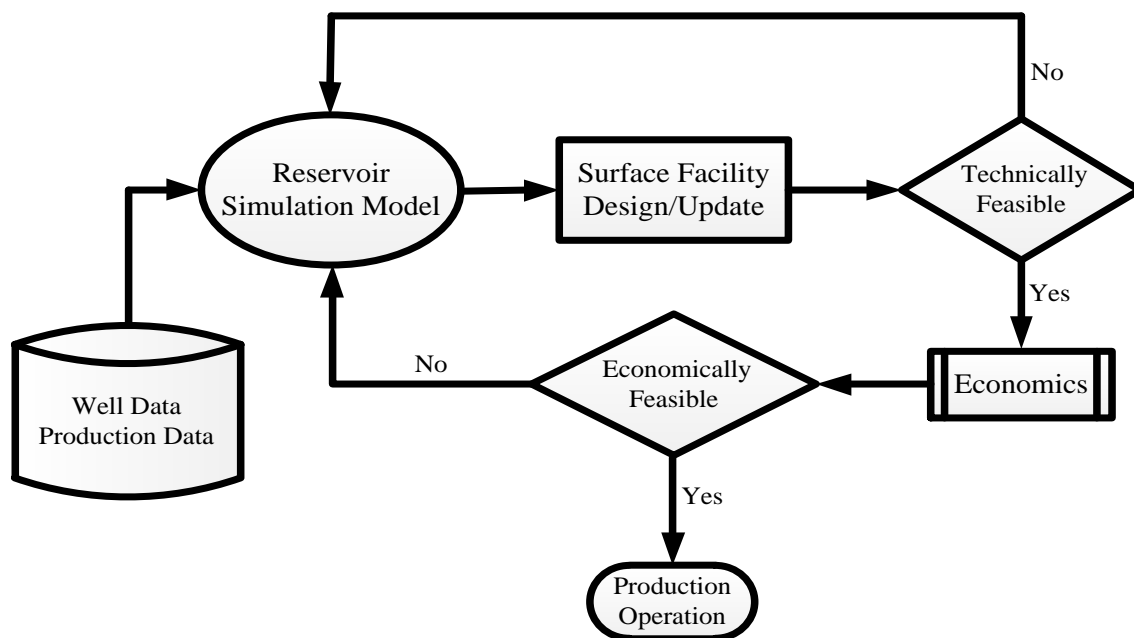 No
Reservoir
Simulation Model
Surface Facility
Design/Update
Technically
Feasible
Yes
Well Data
Production Data
No
Economically
Feasible
Economics
Yes
Production
Operation